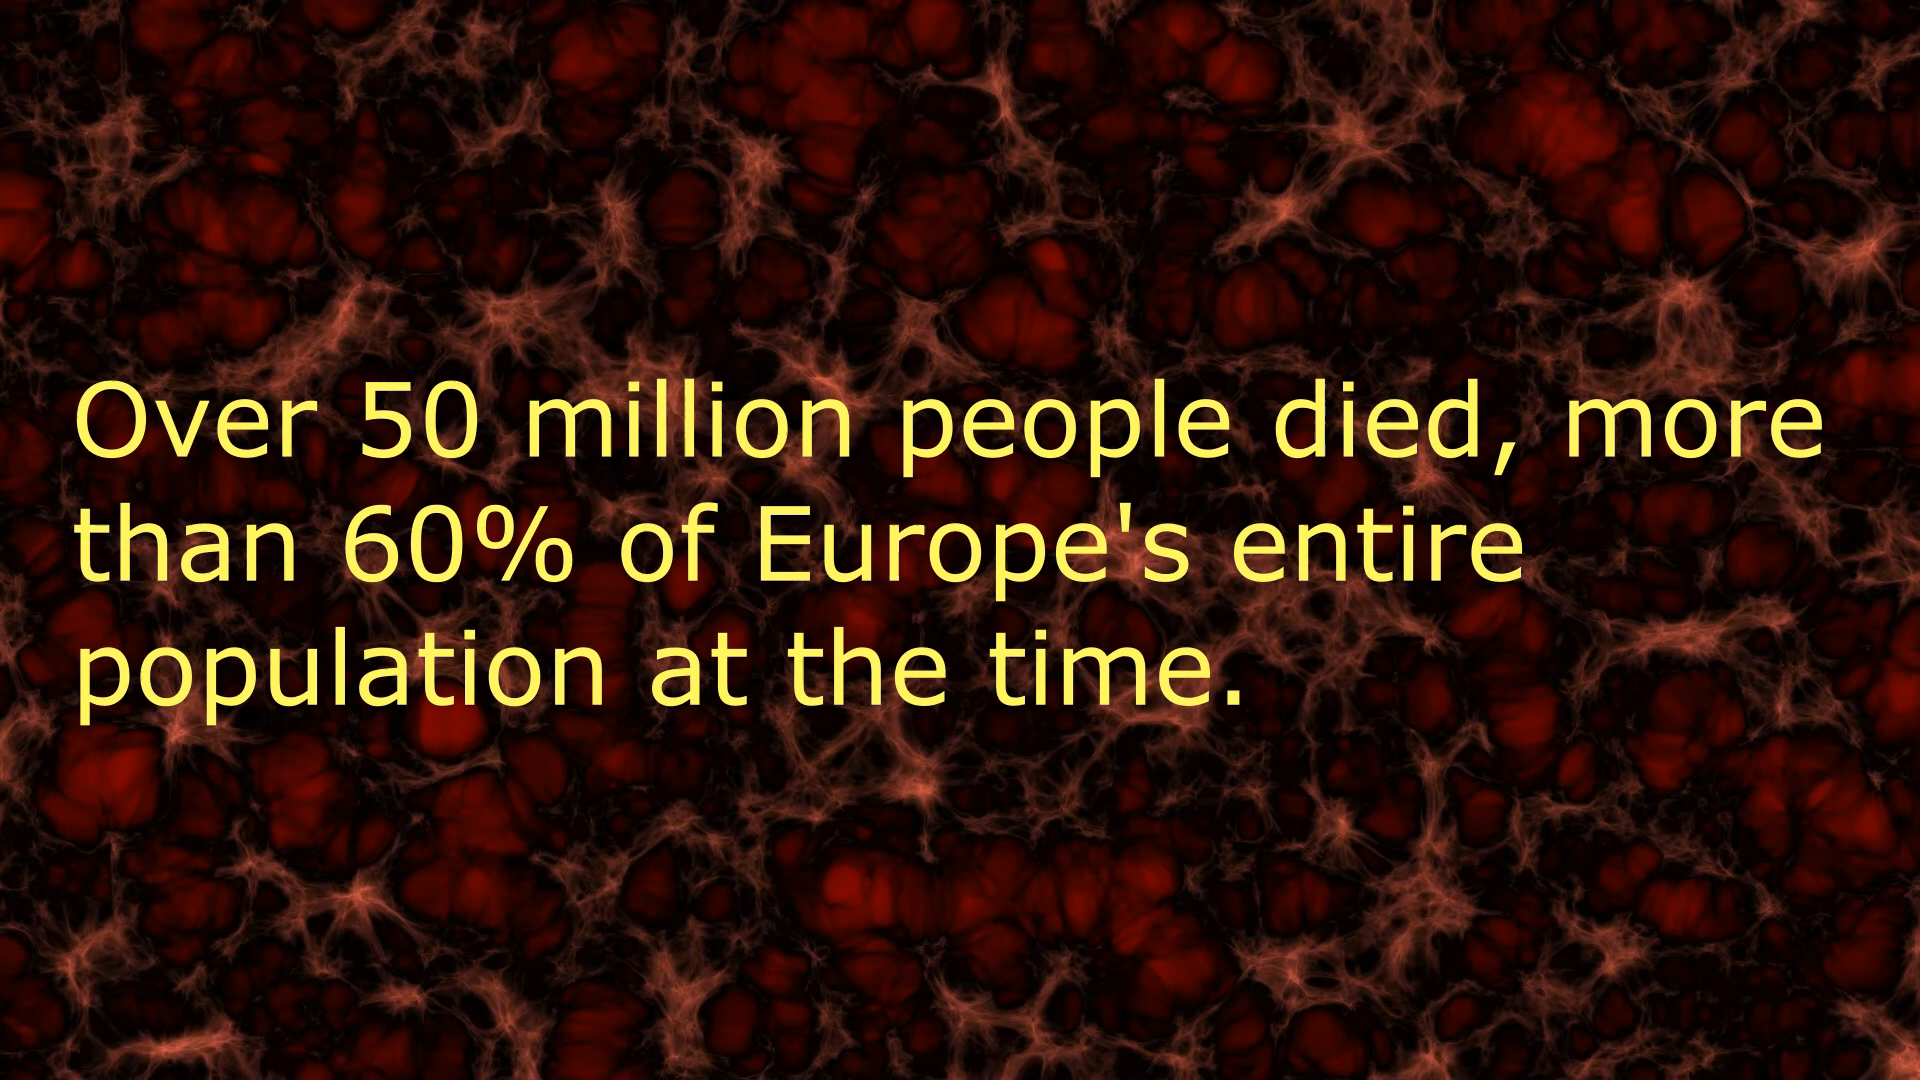 Over 50 million people died, more
than 60% of Europe's entire
population at the time.